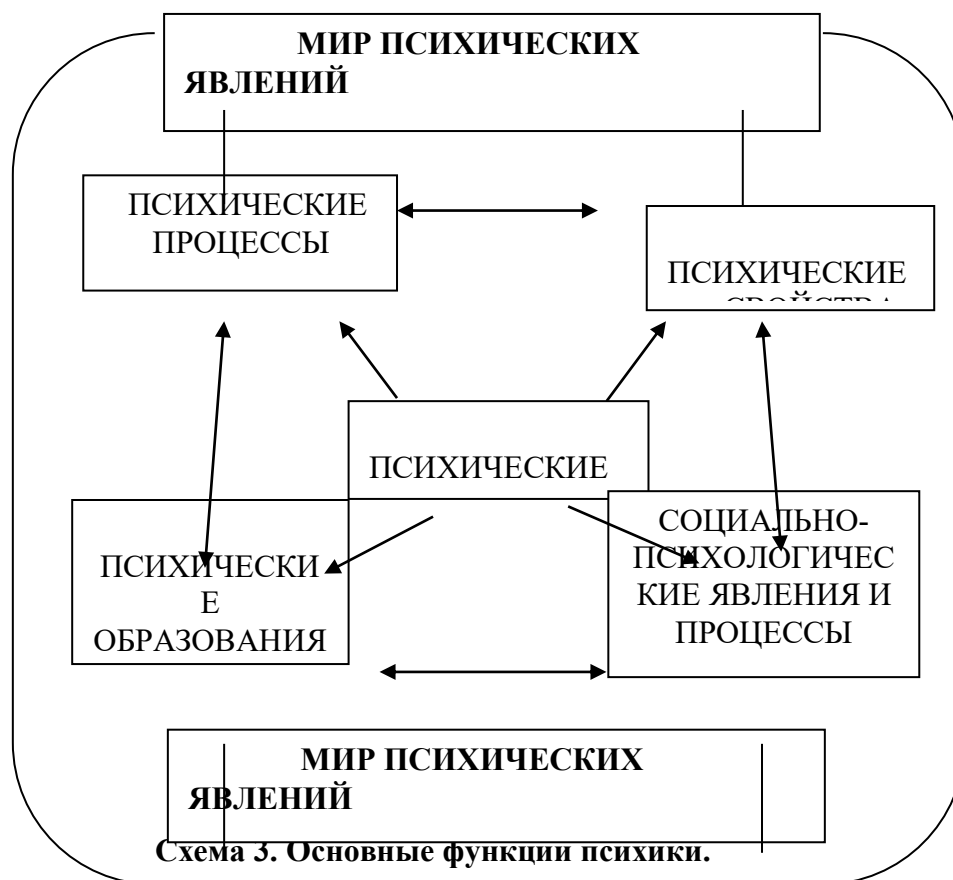 МИР ПСИХИЧЕСКИХ
ЯВЛЕНИЙ
ПСИХИЧЕСКИЕ
ПРОЦЕССЫ
ПСИХИЧЕСКИЕ
СВОЙСТВА
ПСИХИЧЕСКИЕ
ПСИХИЧЕСКИ
Е
ОБРАЗОВАНИЯ
СОЦИАЛЬНО-
ПСИХОЛОГИЧЕС
КИЕ ЯВЛЕНИЯ И
ПРОЦЕССЫ
МИР ПСИХИЧЕСКИХ
ЯВЛЕНИЙ
Схема 3. Основные функции психики.